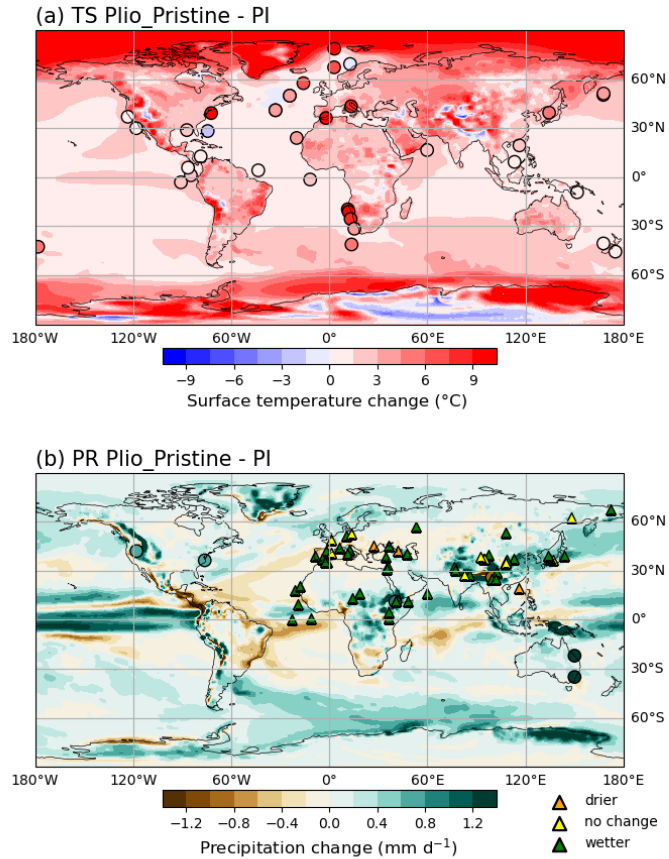 (a) TS Plio_Pristine - PI
60°N
30°N
0°
30°S
60°S
180°W 120°W 60°W 0° 60°E 120°E 180°E
−9 −6 −3 0 3 6 9
Surface temperature change (°C)
(b) PR Plio_Pristine - PI
60°N
30°N
0°
30°S
60°S
180°W 120°W 60°W 0° 60°E 120°E 180°E
−1.2 −0.8 −0.4 0.0 0.4 0.8 1.2
Precipitation change (mm d⁻¹)
drier
no change
wetter